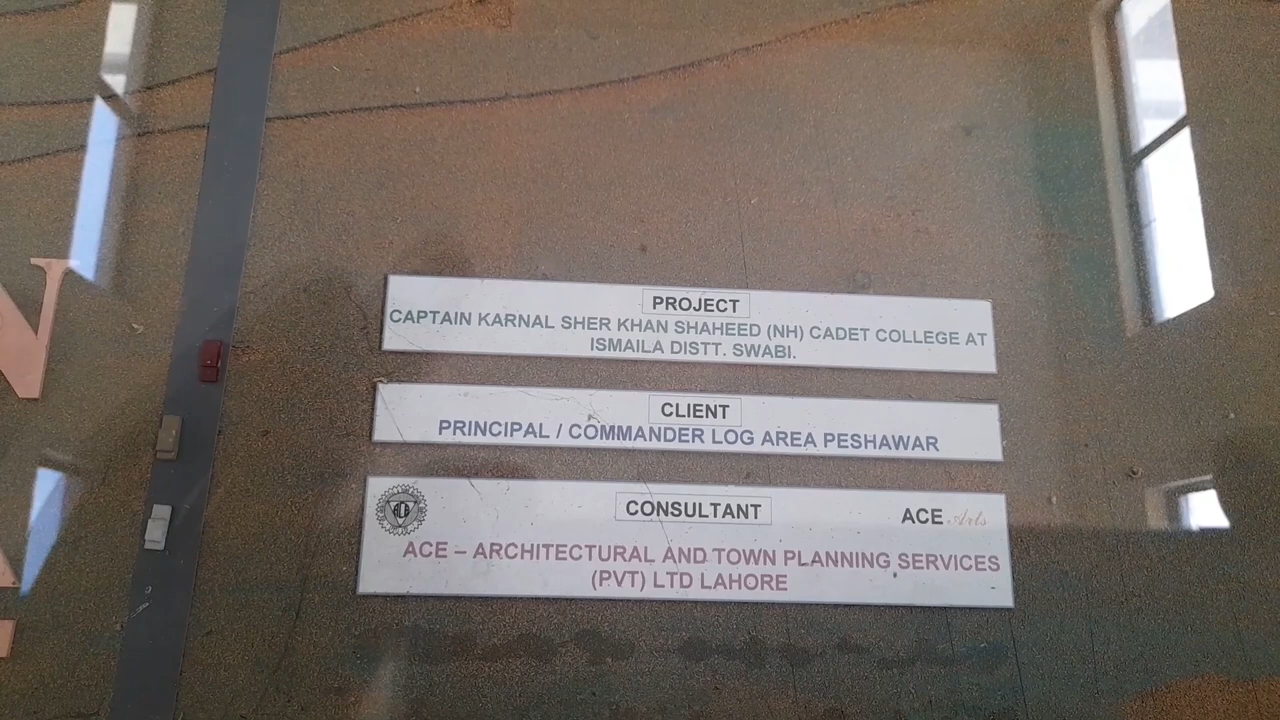 PROJECT
CAPTAIN KARNAL SHER KHAN SHAHEED (NH) CADET COLLEGE AT
ISMAILA DISTT. SWABI.
CLIENT
PRINCIPAL / COMMANDER LOG AREA PESHAWAR
ACE
CONSULTANT
ACE Arts
ACE – ARCHITECTURAL AND TOWN PLANNING SERVICES
(PVT) LTD LAHORE
N